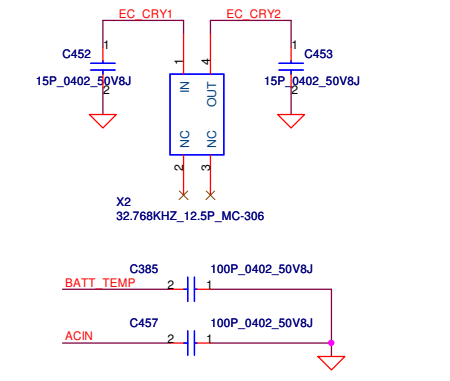 EC_CRY1
EC_CRY2
1
1
C452
C453
1
4
15P_0402_50V8J
15P_0402_50V8J
2
2
IN
OUT
NC
NC
2
3
X2
32.768KHZ_12.5P_MC-306
C385
100P_0402_50V8J
BATT_TEMP
2
1
C457
100P_0402_50V8J
ACIN
2
1